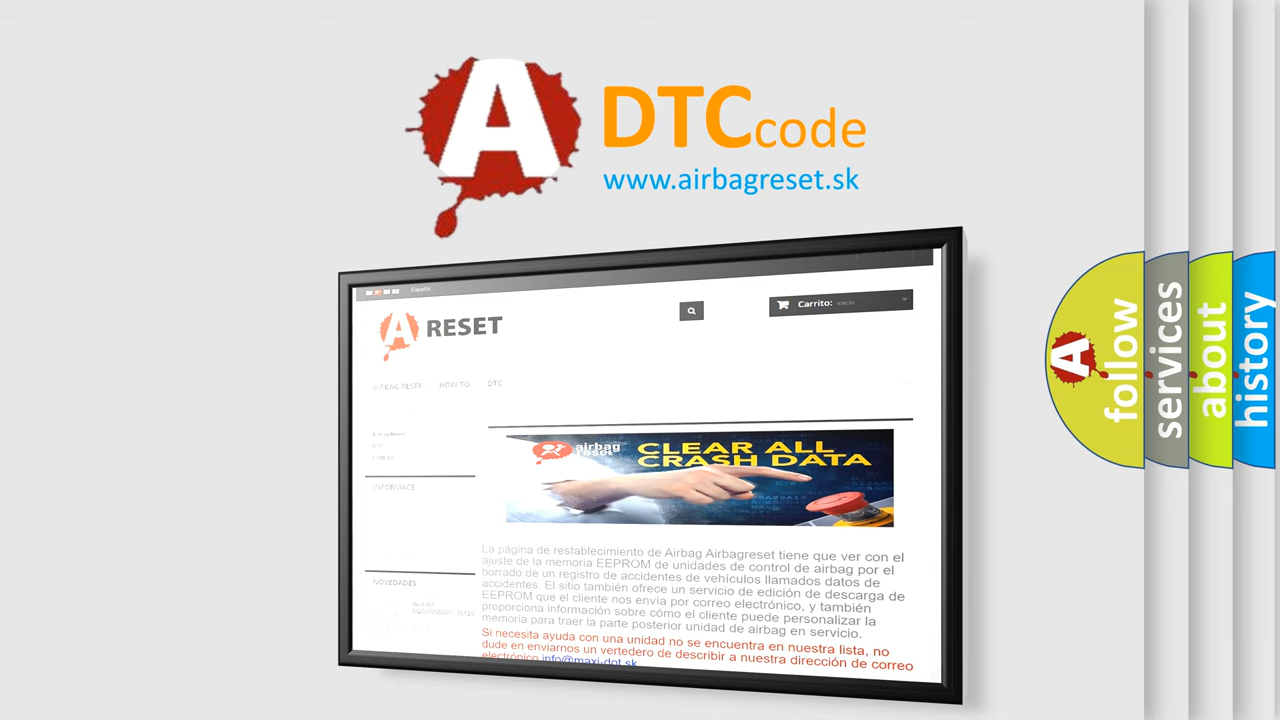 A
DTC code
www.airbagreset.sk
Español
A RESET
Carrito: vacío
AIRBAG RESET HOW TO DTC
INFORMACE
NOVEDADES
airbag
reset
CLEAR ALL
CRASH DATA
La página de restablecimiento de Airbag Airbagreset tiene que ver con el
ajuste de la memoria EEPROM de unidades de control de airbag por el
borrado de un registro de accidentes de vehículos llamados datos de
accidentes. El sitio también ofrece un servicio de edición de descarga de
EEPROM que el cliente nos envía por correo electrónico, y también
proporciona información sobre cómo el cliente puede personalizar la
memoria para traer la parte posterior unidad de airbag en servicio.
Si necesita ayuda con una unidad no se encuentra en nuestra lista, no
dude en enviarnos un vertedero de describir a nuestra dirección de correo
electrónico info@maxi-dot.sk
A
follow
services
about
history